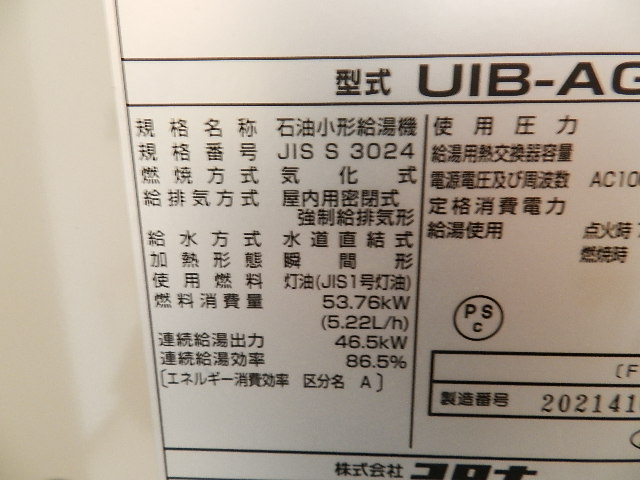 型式 UIB-AG
規格名称 石油小形給湯機
規格番号 JIS S 3024
燃焼方式 気化式
給排気方式 屋内用密閉式
強制給排気形
給水方式 水道直結式
加熱形態 瞬間形
使用燃料 灯油(JIS1号灯油)
燃料消費量 53.76kW
(5.22L/h)
連続給湯出力 46.5kW
連続給湯効率 86.5%
[エネルギー消費効率 区分名 A]
使用圧力
給湯用熱交換器容量
電源電圧及び周波数 AC100
定格消費電力
給湯使用 点火時
燃焼時
PS
C
(F
製造番号 202141
株式会社 コロナ